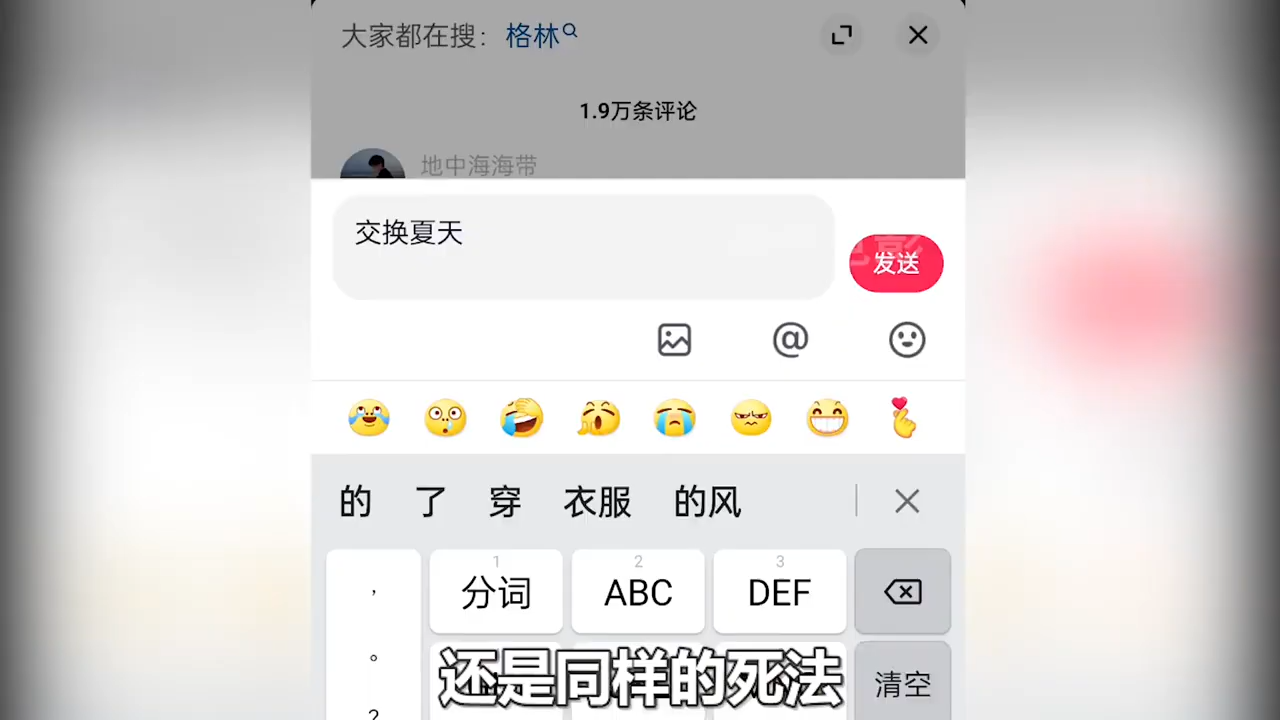 大家都在搜： 格林
1.9万条评论
地中海海带
交换夏天
发送
的 了 穿 衣服 的风
1 2 3
， 分词 ABC DEF
。
清空
?
还是同样的死法